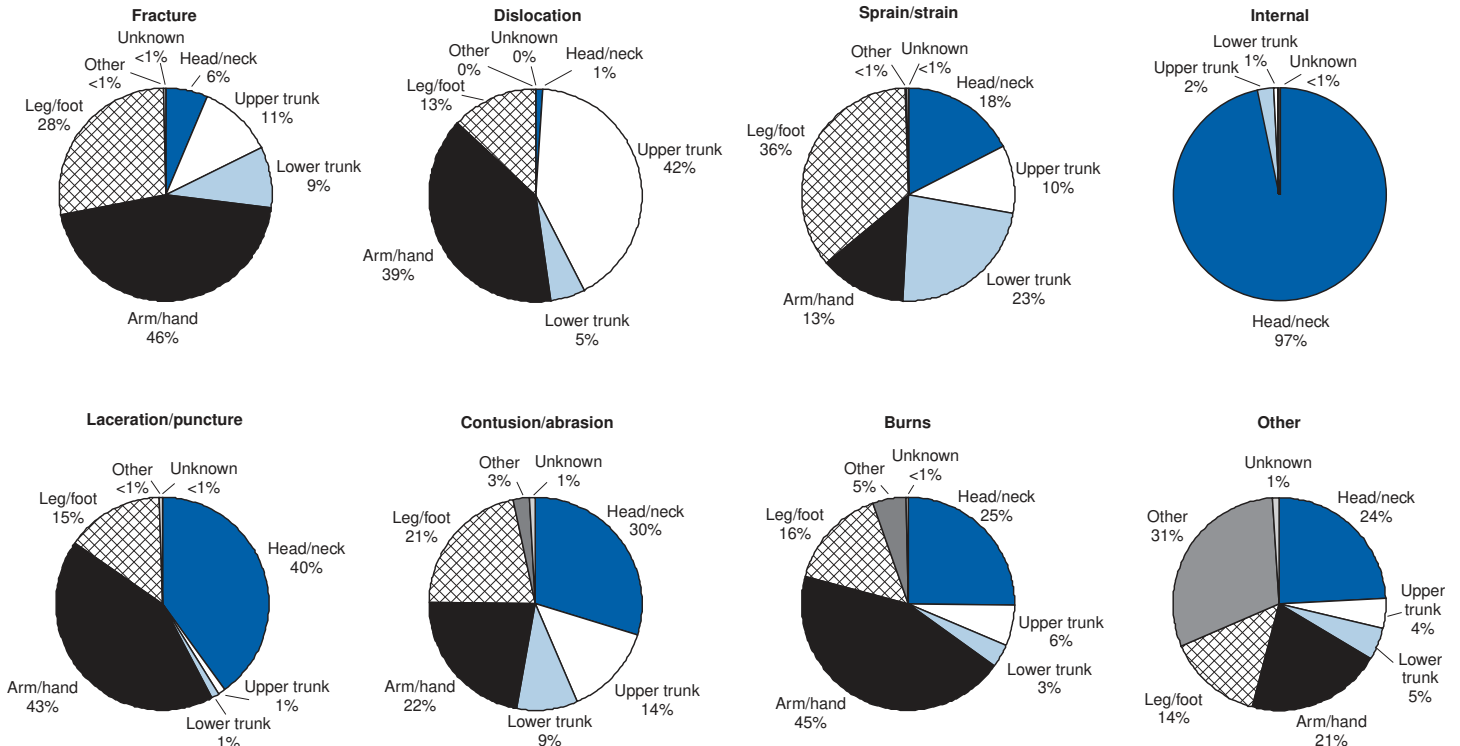 Fracture
Unknown
<1%
Other
<1%
Head/neck
6%
Upper trunk
11%
Lower trunk
9%
Arm/hand
46%
Leg/foot
28%
Dislocation
Unknown
0%
Other
0%
Head/neck
1%
Upper trunk
42%
Lower trunk
5%
Arm/hand
39%
Leg/foot
13%
Sprain/strain
Other
<1%
Unknown
<1%
Head/neck
18%
Upper trunk
10%
Lower trunk
23%
Arm/hand
13%
Leg/foot
36%
Internal
Lower trunk
1%
Upper trunk
2%
Unknown
<1%
Head/neck
97%
Laceration/puncture
Other
<1%
Unknown
<1%
Head/neck
40%
Upper trunk
1%
Lower trunk
1%
Arm/hand
43%
Leg/foot
15%
Contusion/abrasion
Other
3%
Unknown
1%
Head/neck
30%
Upper trunk
14%
Lower trunk
9%
Arm/hand
22%
Leg/foot
21%
Burns
Other
5%
Unknown
<1%
Head/neck
25%
Upper trunk
6%
Lower trunk
3%
Arm/hand
45%
Leg/foot
16%
Other
Unknown
1%
Head/neck
24%
Upper
trunk
4%
Lower
trunk
5%
Arm/hand
21%
Leg/foot
14%
Other
31%